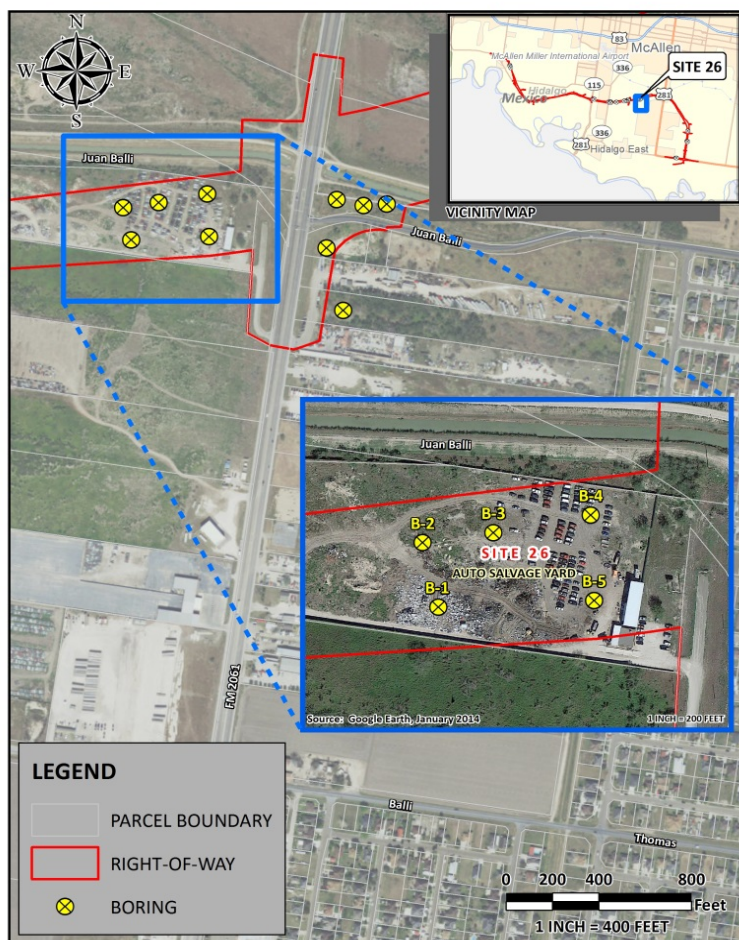 N
W
E
S
83
McAllen
McAllen Miller International Airport
336
SITE 26
115
Hidalgo
Mexico
281
336
281
Hidalgo East
VICINITY MAP
Juan Balli
Juan Balli
Juan Balli
B-4
B-3
B-2
SITE 26
AUTO SALVAGE YARD
B-1
B-5
Source: Google Earth, January 2014
1 INCH = 200 FEET
FM 2061
LEGEND
PARCEL BOUNDARY
RIGHT-OF-WAY
BORING
Balli
Thomas
0 200 400 800
Feet
1 INCH = 400 FEET